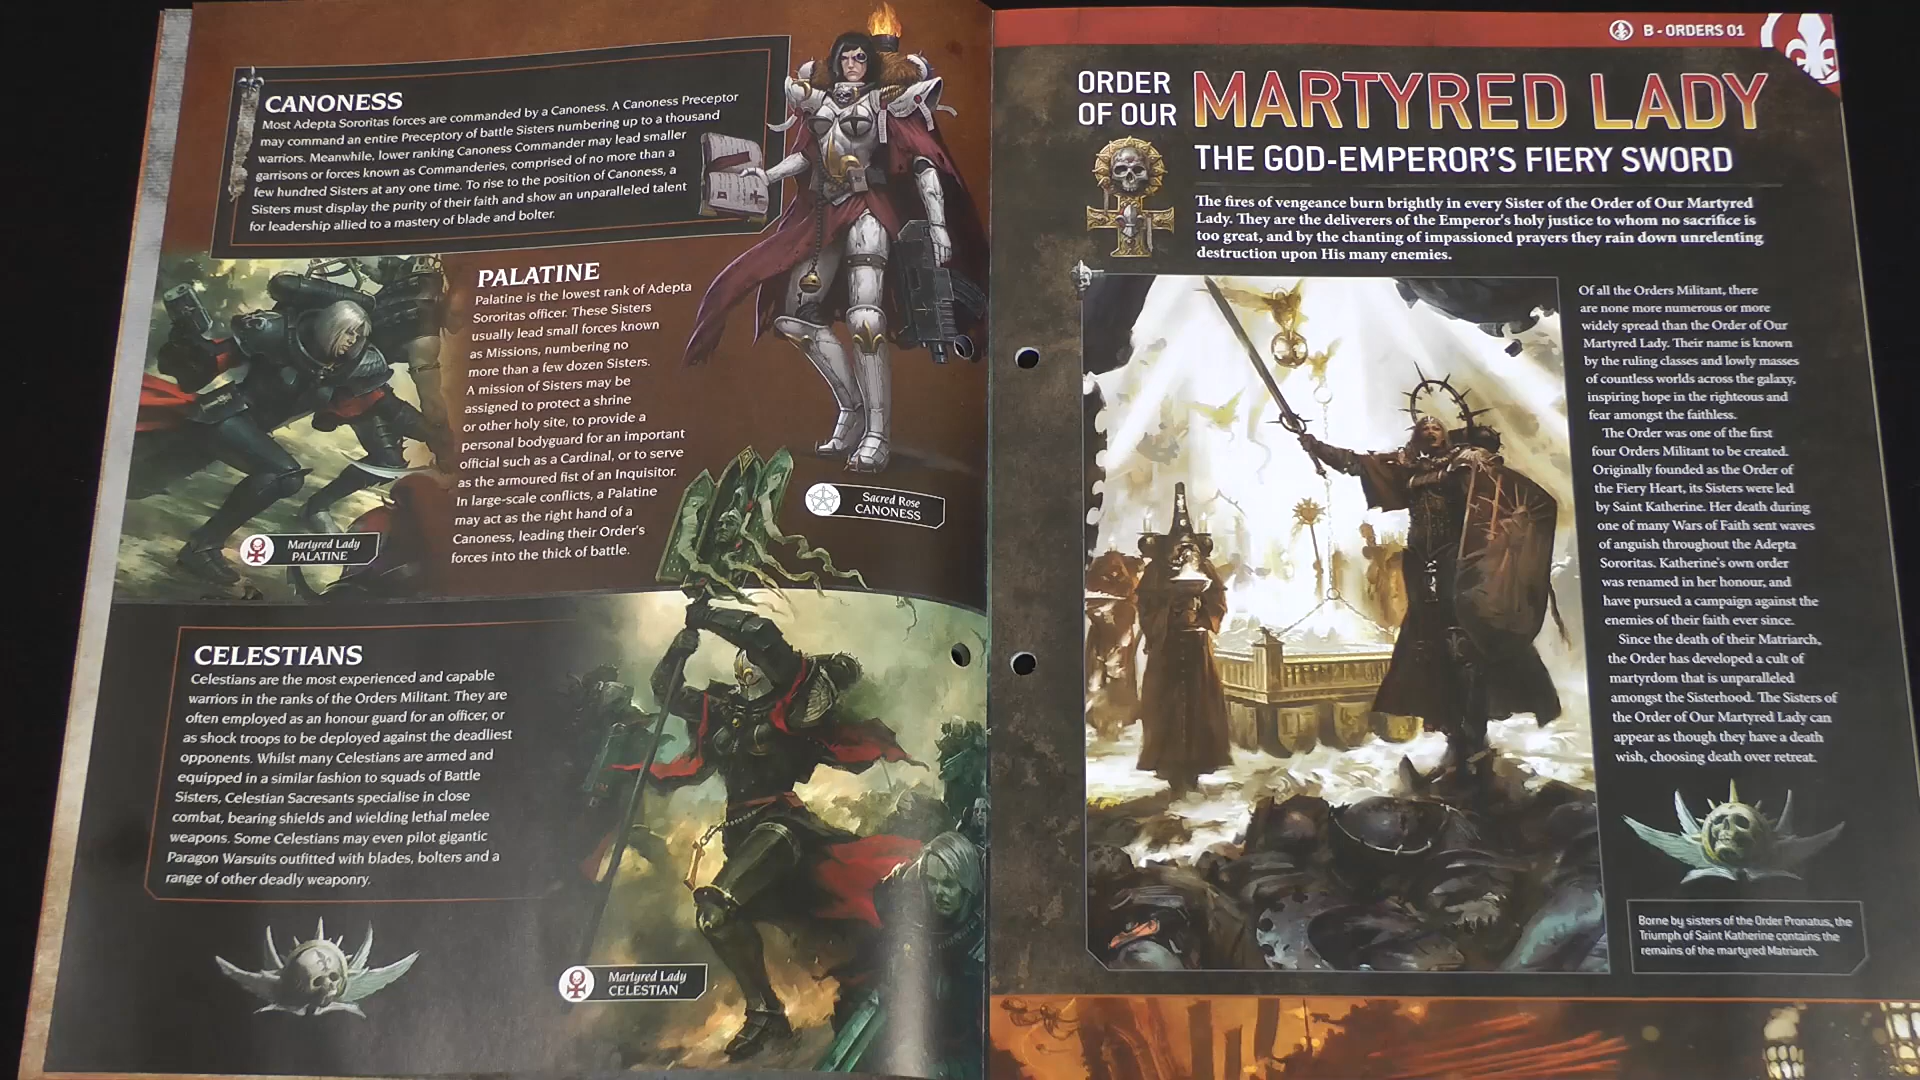 CANONESS
Most Adepta Sororitas forces are commanded by a Canoness. A Canoness Preceptor
may command an entire Preceptory of battle Sisters numbering up to a thousand
warriors. Meanwhile, lower ranking Canoness Commander may lead smaller
garrisons or forces known as Commanderies, comprised of no more than a
few hundred Sisters at any one time. To rise to the position of Canoness, a
Sisters must display the purity of their faith and show an unparalleled talent
for leadership allied to a mastery of blade and bolter.
PALATINE
Palatine is the lowest rank of Adepta
Sororitas officer. These Sisters
usually lead small forces known
as Missions, numbering no
more than a few dozen Sisters.
A mission of Sisters may be
assigned to protect a shrine
or other holy site, to provide a
personal bodyguard for an important
official such as a Cardinal, or to serve
as the armoured fist of an Inquisitor.
In large-scale conflicts, a Palatine
may act as the right hand of a
Canoness, leading their Order's
forces into the thick of battle.
Sacred Rose
CANONESS
Martyred Lady
PALATINE
CELESTIANS
Celestians are the most experienced and capable
warriors in the ranks of the Orders Militant. They are
often employed as an honour guard for an officer, or
as shock troops to be deployed against the deadliest
opponents. Whilst many Celestians are armed and
equipped in a similar fashion to squads of Battle
Sisters, Celestian Sacresants specialise in close
combat, bearing shields and wielding lethal melee
weapons. Some Celestians may even pilot gigantic
Paragon Warsuits outfitted with blades, bolters and a
range of other deadly weaponry.
Martyred Lady
CELESTIAN
B - ORDERS 01
ORDER
OF OUR
MARTYRED LADY
THE GOD-EMPEROR'S FIERY SWORD
The fires of vengeance burn brightly in every Sister of the Order of Our Martyred
Lady. They are the deliverers of the Emperor's holy justice to whom no sacrifice is
too great, and by the chanting of impassioned prayers they rain down unrelenting
destruction upon His many enemies.
Of all the Orders Militant, there
are none more numerous or more
widely spread than the Order of Our
Martyred Lady. Their name is known
by the ruling classes and lowly masses
of countless worlds across the galaxy,
inspiring hope in the righteous and
fear amongst the faithless.
The Order was one of the first
four Orders Militant to be created.
Originally founded as the Order of
the Fiery Heart, its Sisters were led
by Saint Katherine. Her death during
one of many Wars of Faith sent waves
of anguish throughout the Adepta
Sororitas. Katherine's own order
was renamed in her honour, and
have pursued a campaign against the
enemies of their faith ever since.
Since the death of their Matriarch,
the Order has developed a cult of
martyrdom that is unparalleled
amongst the Sisterhood. The Sisters of
the Order of Our Martyred Lady can
appear as though they have a death
wish, choosing death over retreat.
Borne by sisters of the Order Pronatus, the
Triumph of Saint Katherine contains the
remains of the martyred Matriarch.